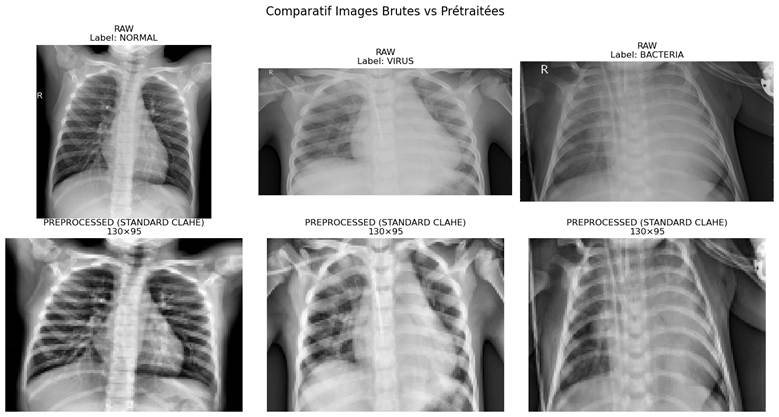 Comparatif Images Brutes vs Prétraitées
RAW
Label: NORMAL
RAW
Label: VIRUS
RAW
Label: BACTERIA
R
R
R
PREPROCESSED (STANDARD CLAHE)
130×95
PREPROCESSED (STANDARD CLAHE)
130×95
PREPROCESSED (STANDARD CLAHE)
130×95